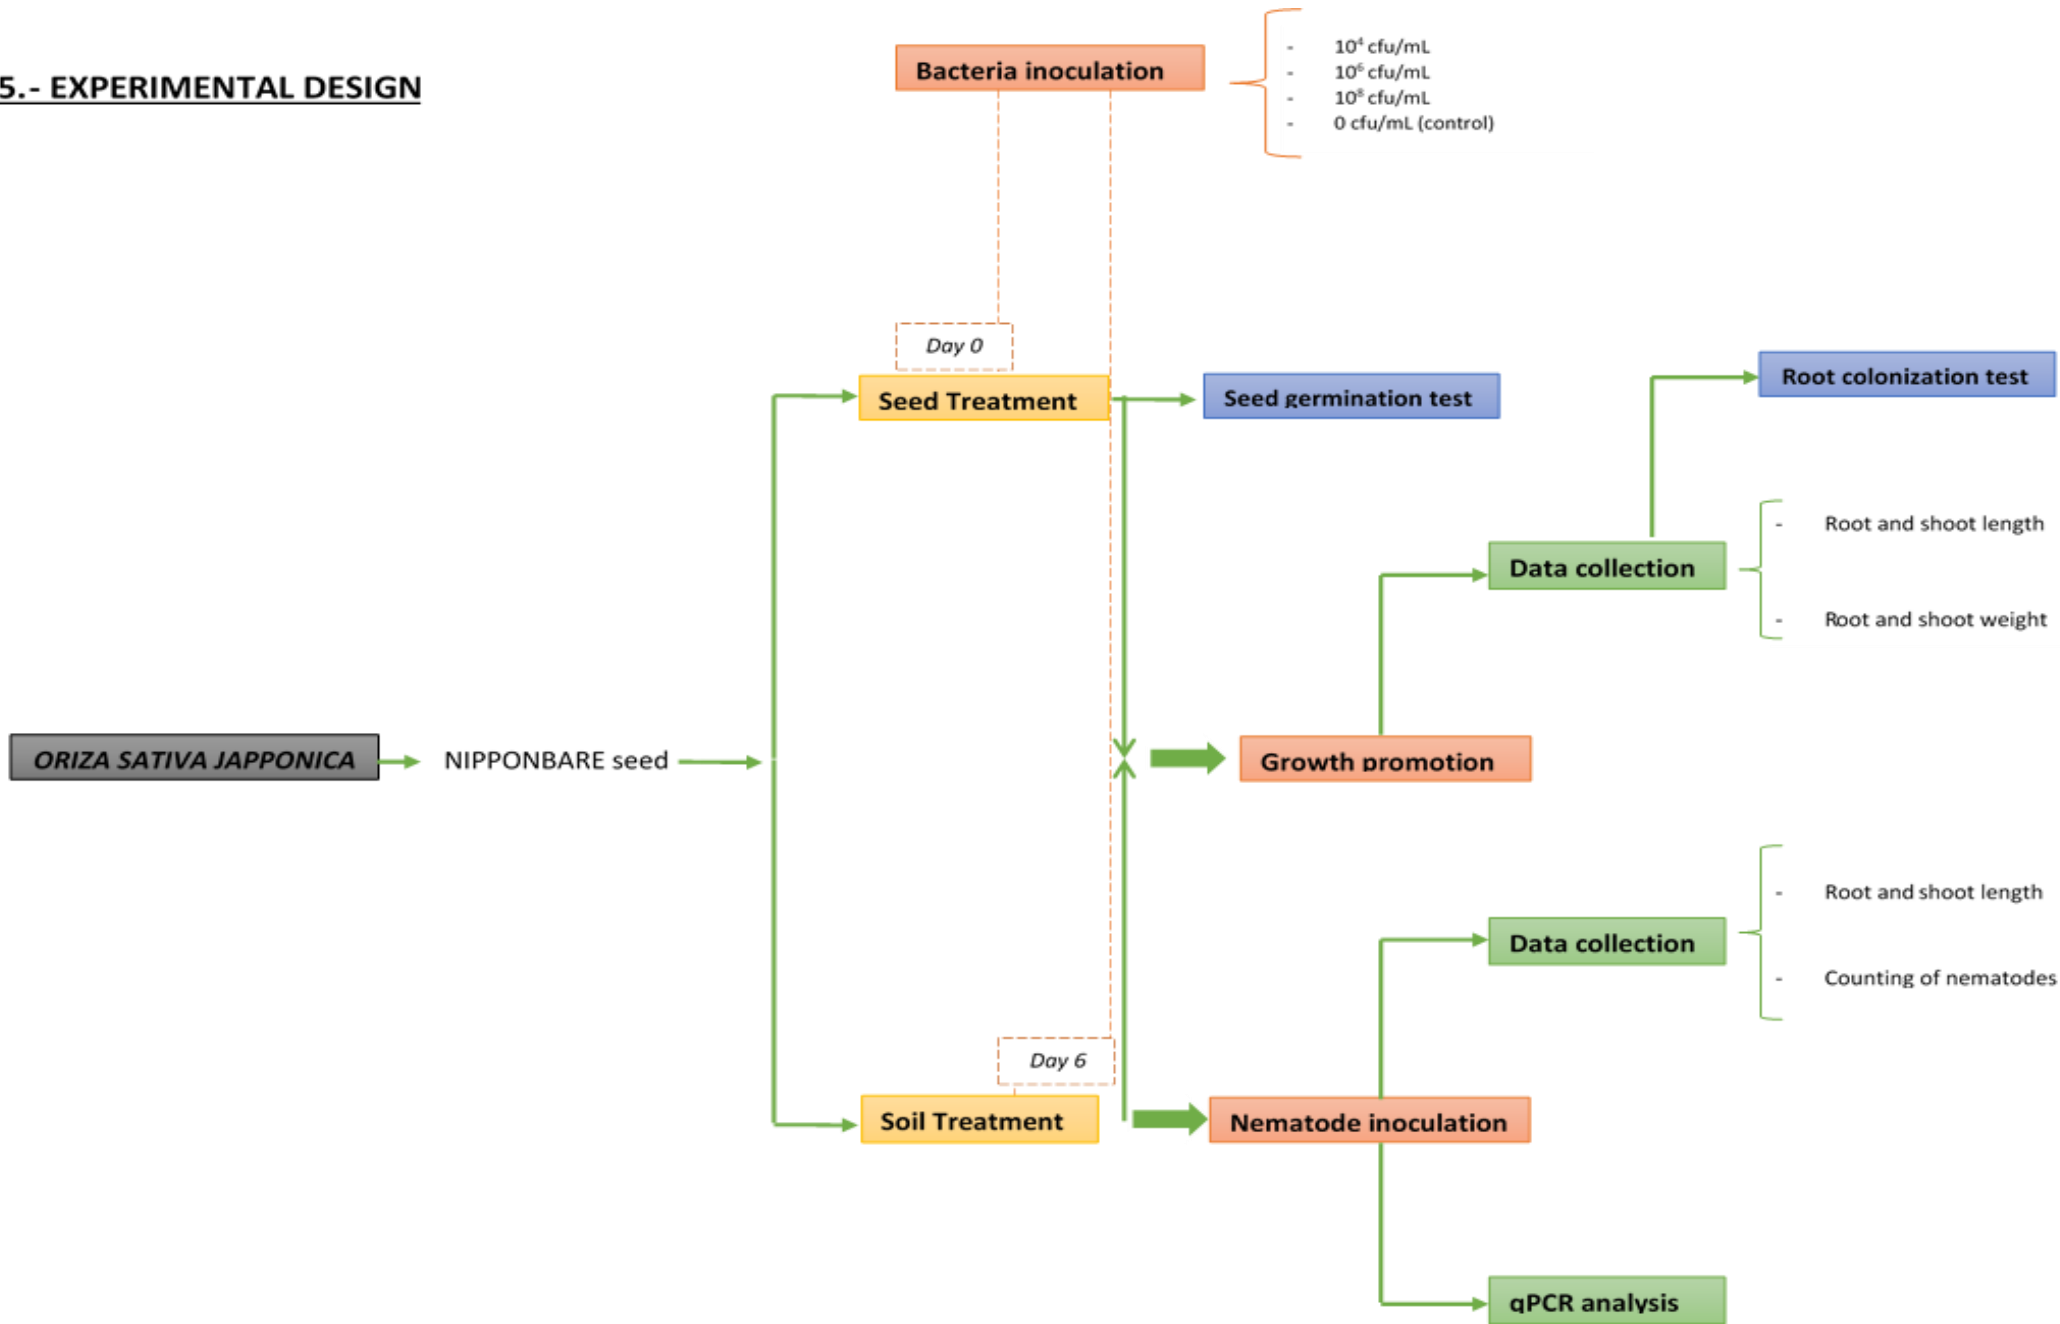 5.- EXPERIMENTAL DESIGN
Bacteria inoculation
- 10⁴ cfu/mL
- 10⁶ cfu/mL
- 10⁸ cfu/mL
- 0 cfu/mL (control)
Day 0
Seed Treatment
Seed germination test
Root colonization test
Data collection
- Root and shoot length
- Root and shoot weight
ORIZA SATIVA JAPPONICA
NIPPONBARE seed
Growth promotion
Data collection
- Root and shoot length
- Counting of nematodes
Day 6
Soil Treatment
Nematode inoculation
qPCR analysis